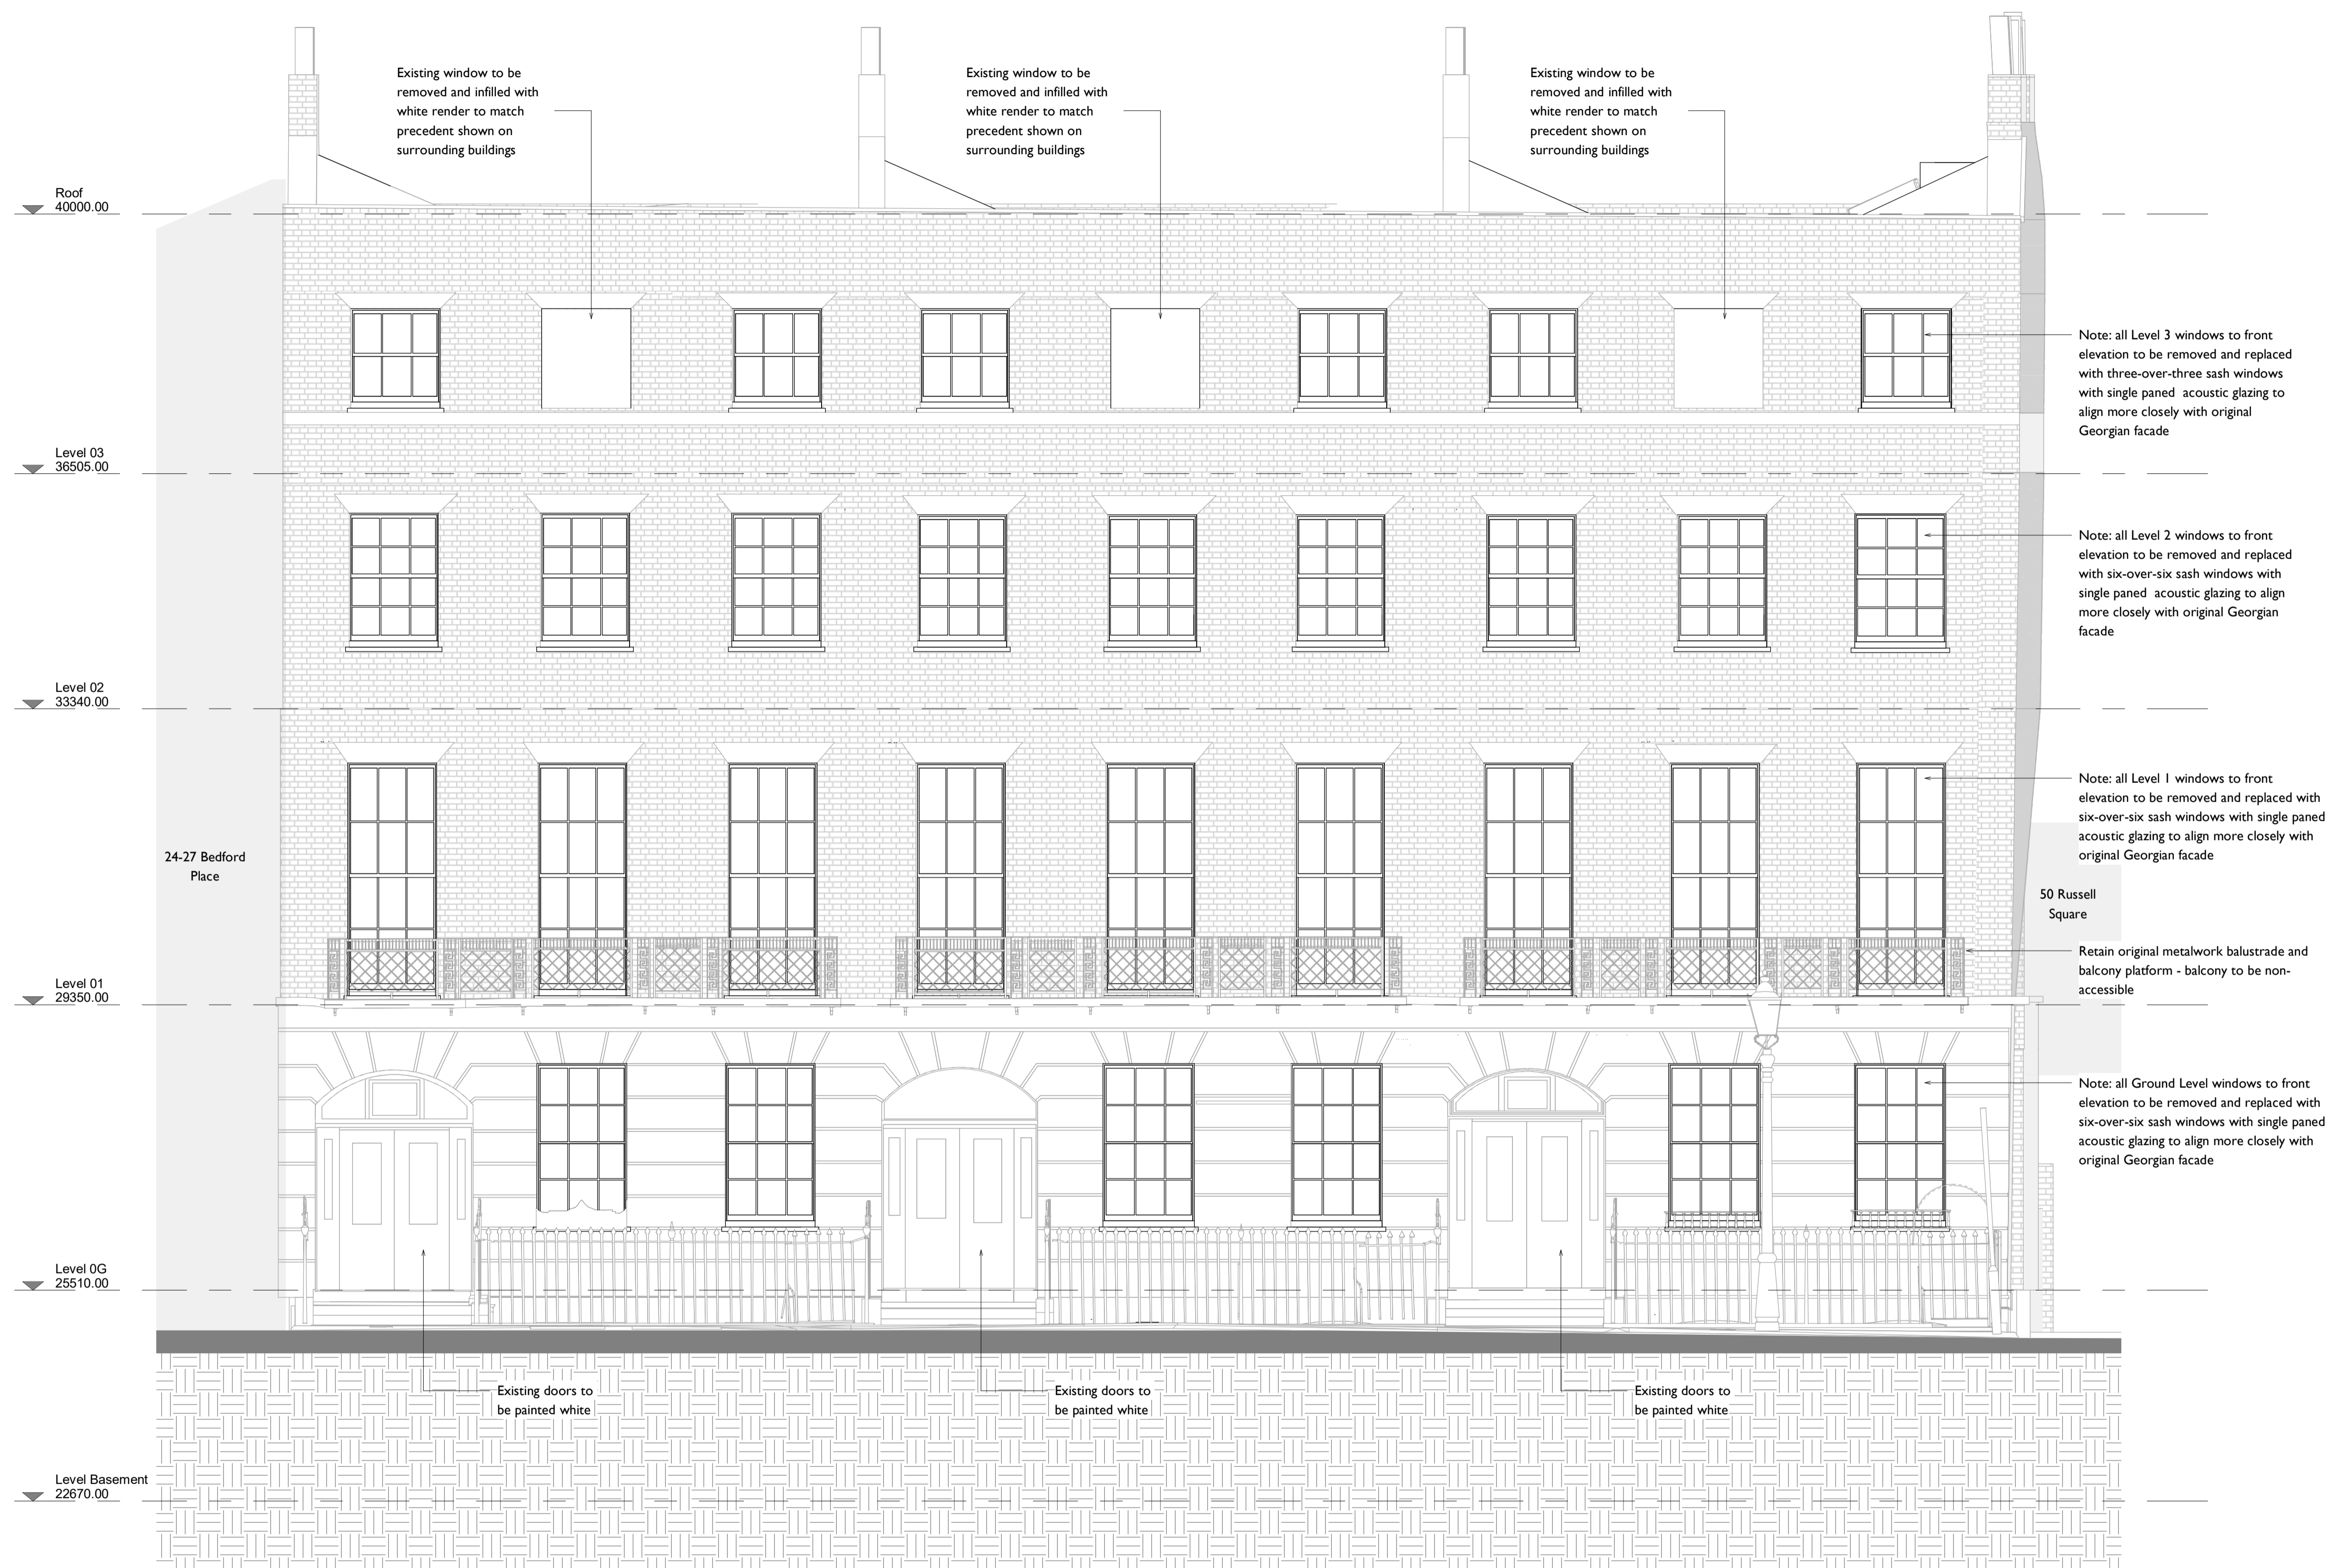 Existing window to be
removed and infilled with
white render to match
precedent shown on
surrounding buildings
Existing window to be
removed and infilled with
white render to match
precedent shown on
surrounding buildings
Existing window to be
removed and infilled with
white render to match
precedent shown on
surrounding buildings
Roof
40000.00
Note: all Level 3 windows to front
elevation to be removed and replaced
with three-over-three sash windows
with single paned acoustic glazing to
align more closely with original
Georgian facade
Level 03
36505.00
Note: all Level 2 windows to front
elevation to be removed and replaced
with six-over-six sash windows with
single paned acoustic glazing to align
more closely with original Georgian
facade
Level 02
33340.00
Note: all Level 1 windows to front
elevation to be removed and replaced with
six-over-six sash windows with single paned
acoustic glazing to align more closely with
original Georgian facade
24-27 Bedford
Place
50 Russell
Square
Retain original metalwork balustrade and
balcony platform - balcony to be non-
accessible
Level 01
29350.00
Note: all Ground Level windows to front
elevation to be removed and replaced with
six-over-six sash windows with single paned
acoustic glazing to align more closely with
original Georgian facade
Level 0G
25510.00
Existing doors to
be painted white
Existing doors to
be painted white
Existing doors to
be painted white
Level Basement
22670.00